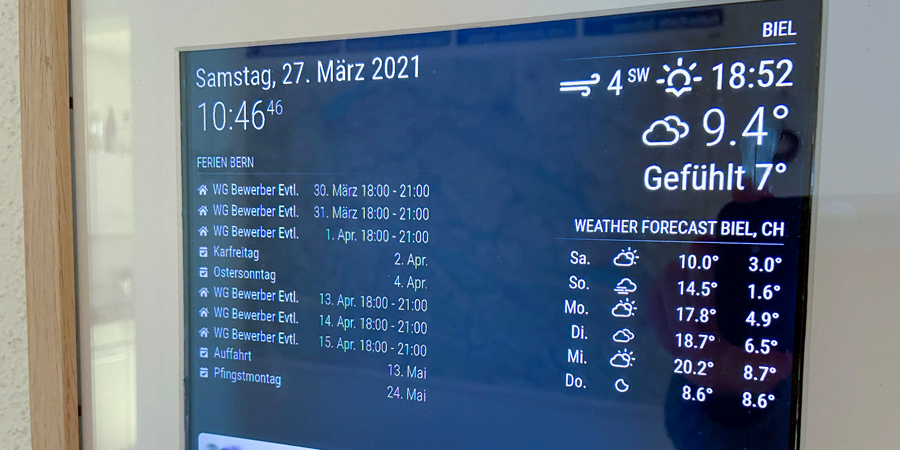 Samstag, 27. März 2021
10:46 46
FERIEN BERN
WG Bewerber Evtl. 30. März 18:00 - 21:00
WG Bewerber Evtl. 31. März 18:00 - 21:00
WG Bewerber Evtl. 1. Apr. 18:00 - 21:00
Karfreitag 2. Apr.
Ostersonntag 4. Apr.
WG Bewerber Evtl. 13. Apr. 18:00 - 21:00
WG Bewerber Evtl. 14. Apr. 18:00 - 21:00
WG Bewerber Evtl. 15. Apr. 18:00 - 21:00
Auffahrt 13. Mai
Pfingstmontag 24. Mai
BIEL
4 SW 18:52
9.4°
Gefühlt 7°
WEATHER FORECAST BIEL, CH
Sa. 10.0° 3.0°
So. 14.5° 1.6°
Mo. 17.8° 4.9°
Di. 18.7° 6.5°
Mi. 20.2° 8.7°
Do. 8.6° 8.6°